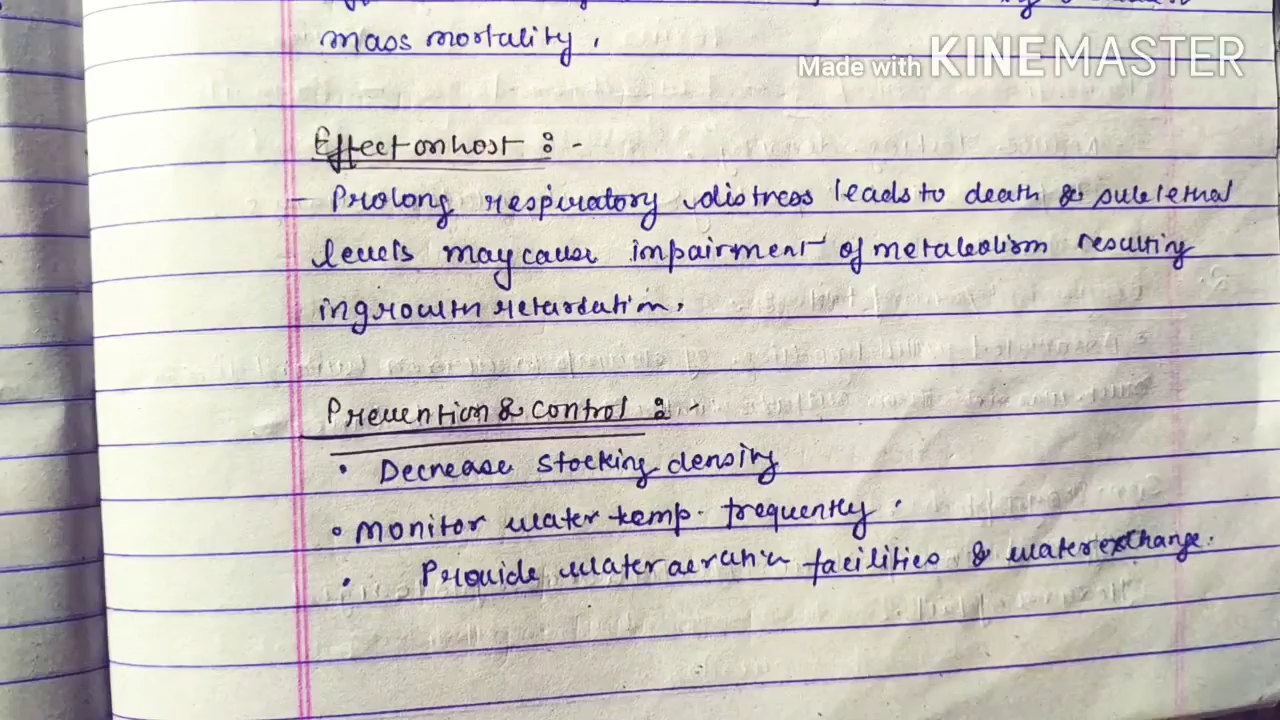 mass mortality.
Made with KINEMASTER
Effect on host :-
- Prolong respiratory distress leads to death & sublethal
levels may cause impairment of metabolism resulting
in growth retardation.
Prevention & control :-
• Decrease stocking density
• Monitor water temp. frequently.
• Provide water aeration facilities & water exchange.